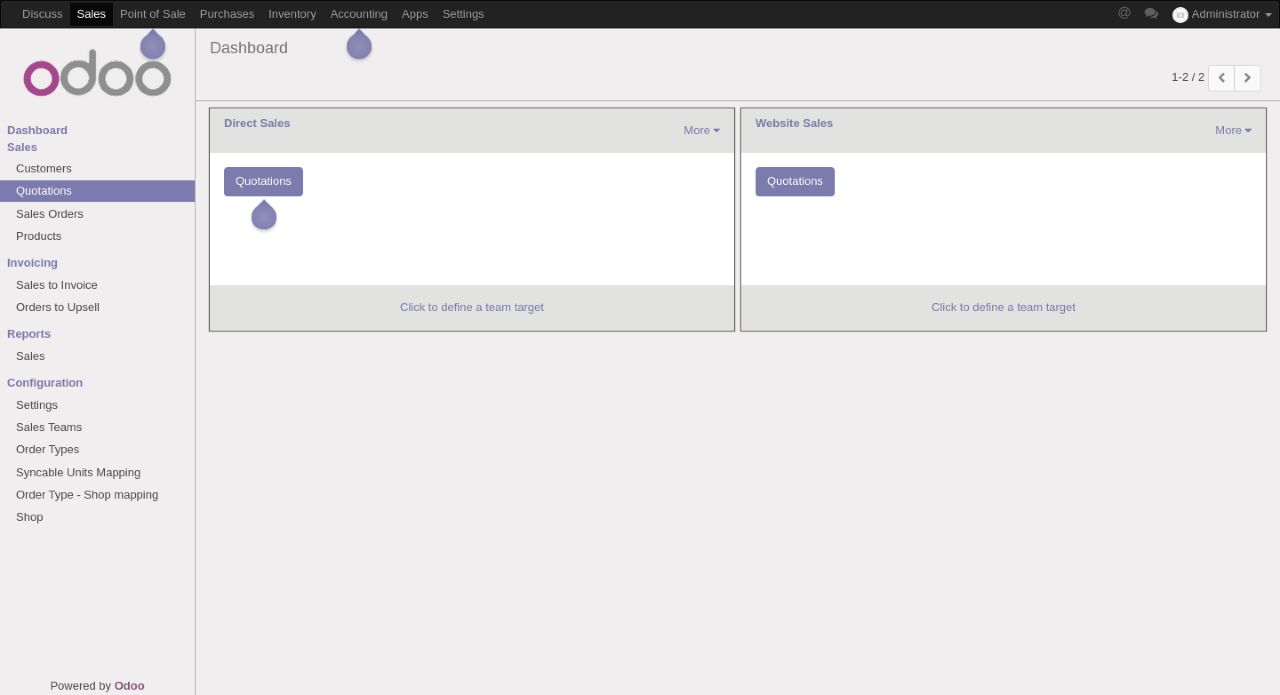 Discuss Sales Point of Sale Purchases Inventory Accounting Apps Settings @ Administrator
odoo
Dashboard
1-2 / 2
Dashboard
Sales
Customers
Quotations
Sales Orders
Products
Invoicing
Sales to Invoice
Orders to Upsell
Reports
Sales
Configuration
Settings
Sales Teams
Order Types
Syncable Units Mapping
Order Type - Shop mapping
Shop
Powered by Odoo
Direct Sales
More
Quotations
Click to define a team target
Website Sales
More
Quotations
Click to define a team target